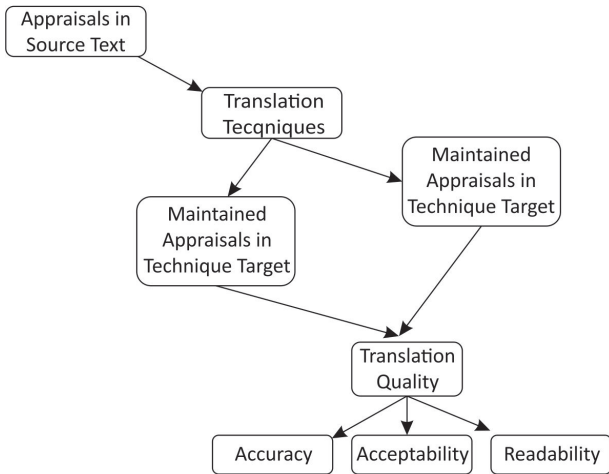 Appraisals in
Source Text
Translation
Tecqniques
Maintained
Appraisals in
Technique Target
Maintained
Appraisals in
Technique Target
Translation
Quality
Accuracy
Acceptability
Readability